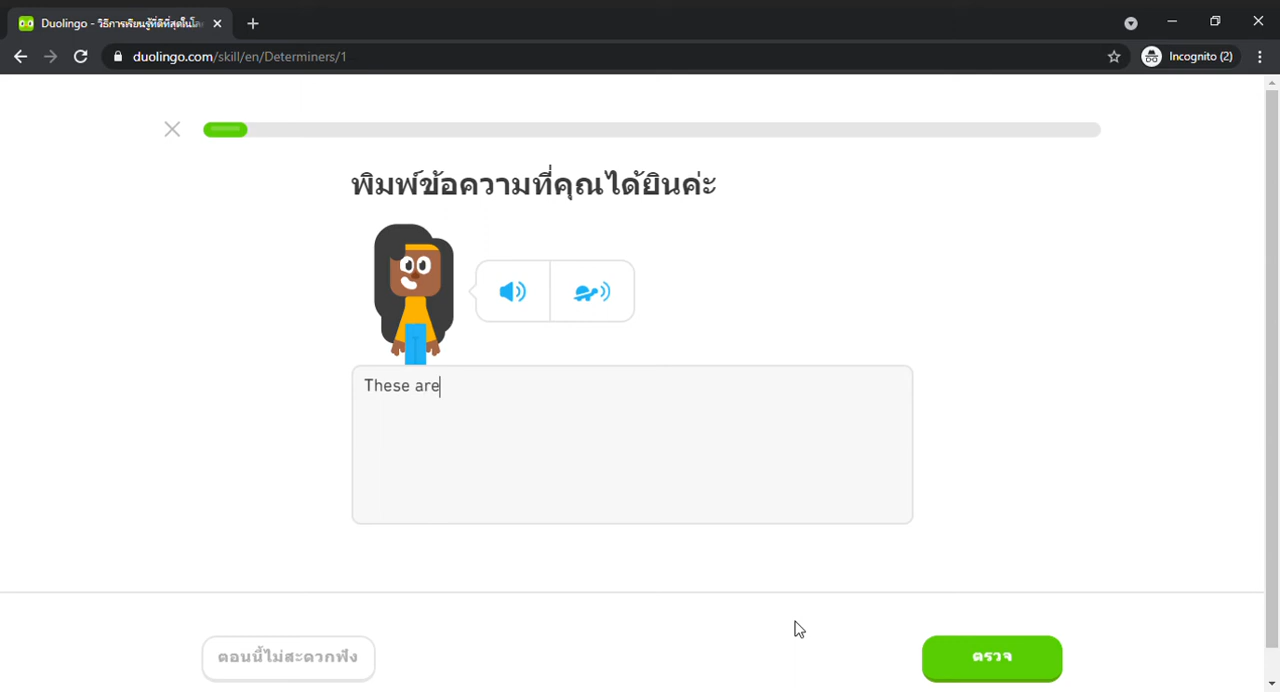 Duolingo - วิธีการเรียนรู้ที่ดีที่สุดในโล
duolingo.com/skill/en/Determiners/1
Incognito (2)
พิมพ์ข้อความที่คุณได้ยินค่ะ
These are
ตอนนี้ไม่สะดวกฟัง
ตรวจ